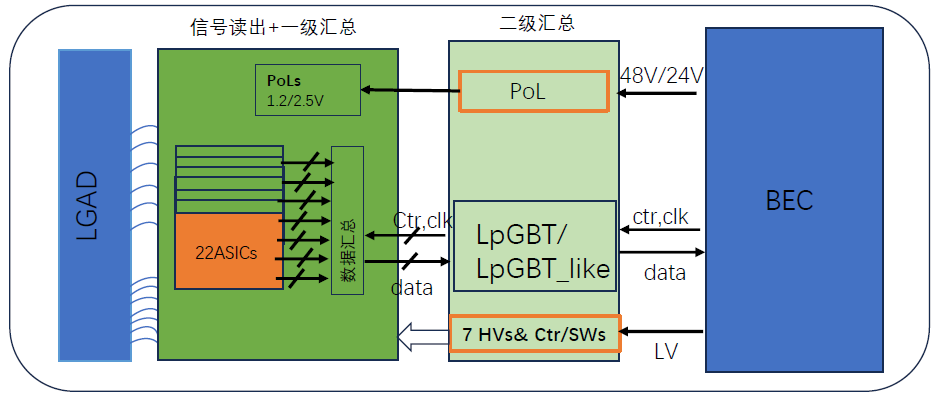 信号读出+一级汇总
二级汇总
LGAD
PoLs
1.2/2.5V
PoL
48V/24V
BEC
22ASICs
数据汇总
Ctr,clk
data
LpGBT/
LpGBT_like
ctr,clk
data
7 HVs& Ctr/SWs
LV